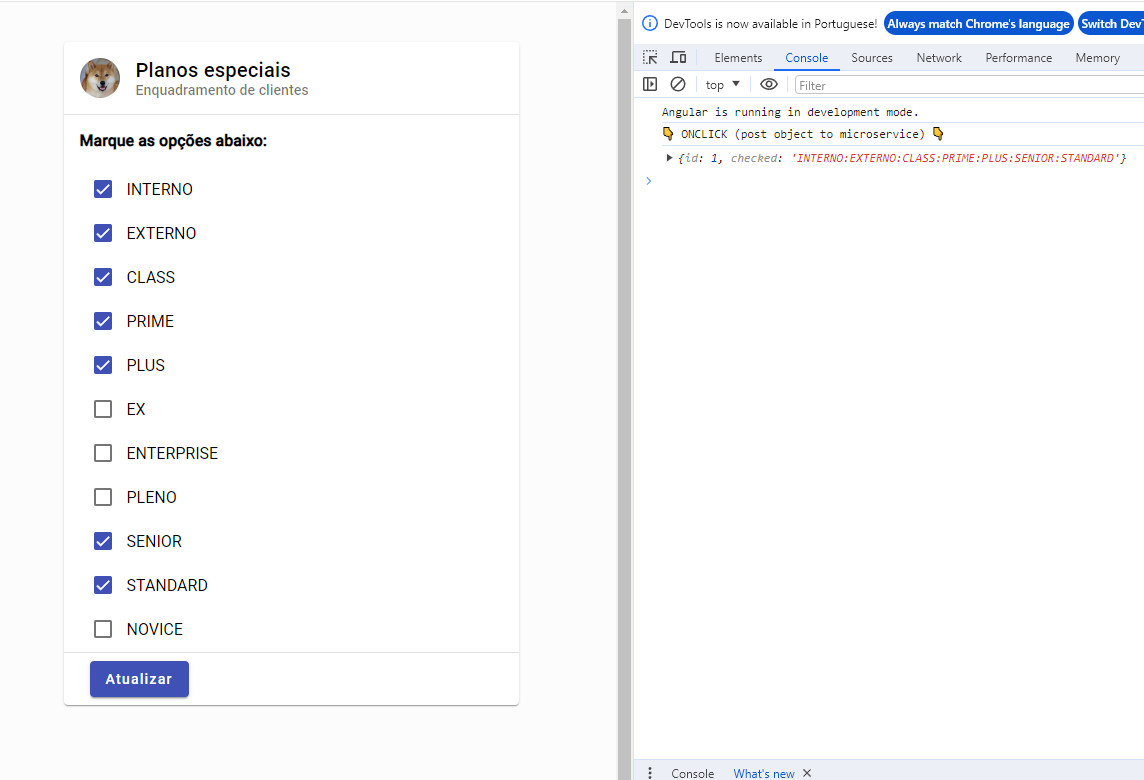 Planos especiais
Enquadramento de clientes
Marque as opções abaixo:
INTERNO
EXTERNO
CLASS
PRIME
PLUS
EX
ENTERPRISE
PLENO
SENIOR
STANDARD
NOVICE
Atualizar
DevTools is now available in Portuguese! Always match Chrome's language Switch DevT
Elements Console Sources Network Performance Memory
top ▼ Filter
Angular is running in development mode.
👇 ONCLICK (post object to microservice) 👇
▶ {id: 1, checked: 'INTERNO:EXTERNO:CLASS:PRIME:PLUS:SENIOR:STANDARD'}
>
Console What's new ×